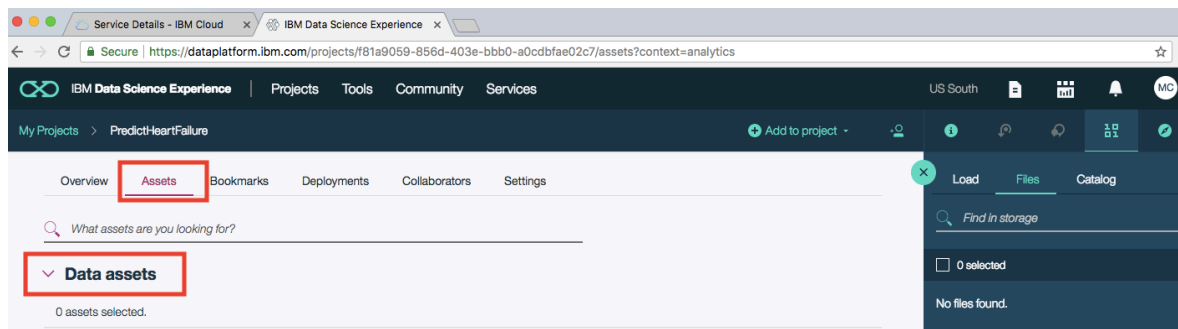 Service Details - IBM Cloud IBM Data Science Experience
Secure https://dataplatform.ibm.com/projects/f81a9059-856d-403e-bbb0-a0cdbfae02c7/assets?context=analytics
IBM Data Science Experience Projects Tools Community Services US South MC
My Projects > PredictHeartFailure Add to project
Overview Assets Bookmarks Deployments Collaborators Settings
Load Files Catalog
What assets are you looking for?
Find in storage
Data assets
0 selected
0 assets selected.
No files found.